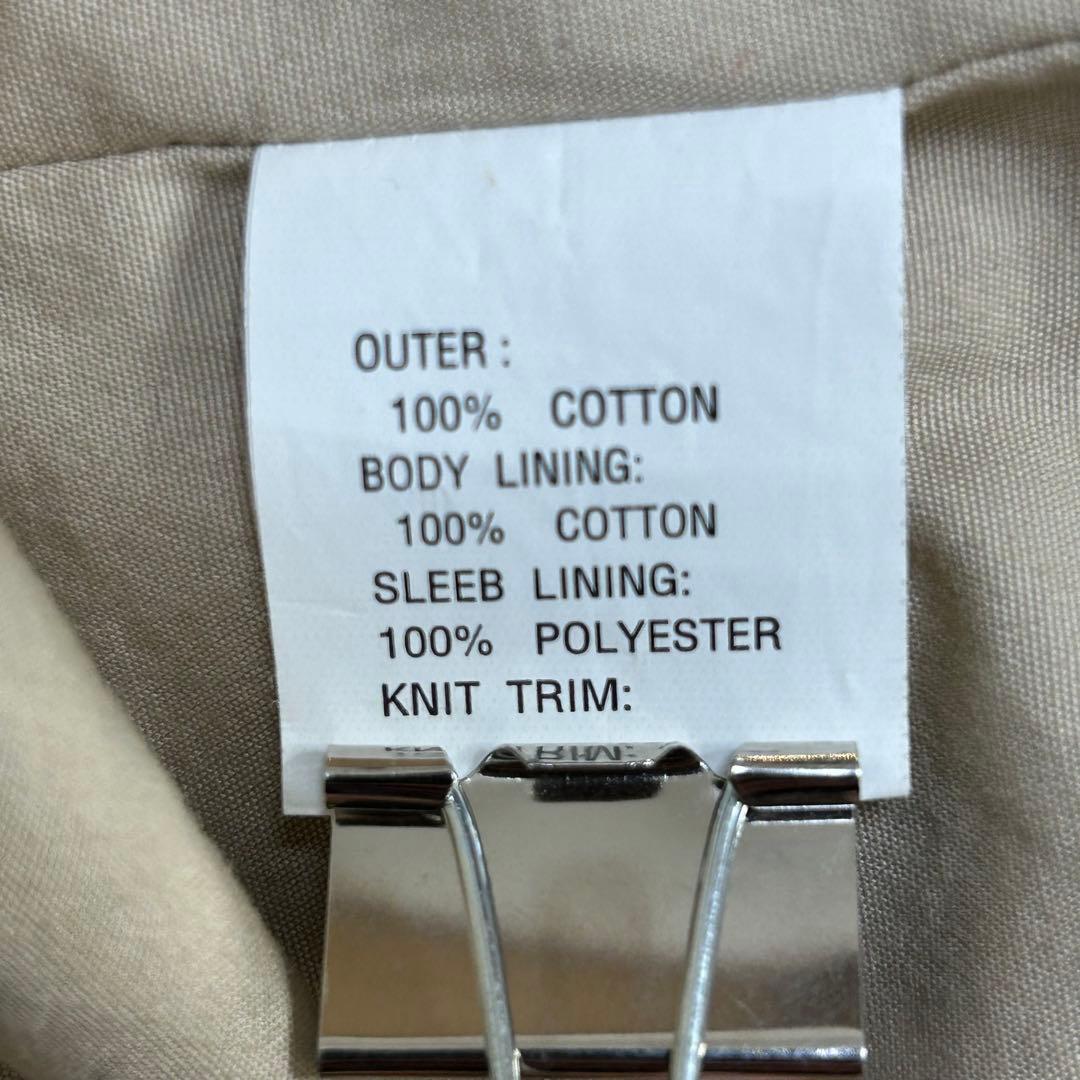 OUTER :
100% COTTON
BODY LINING:
100% COTTON
SLEEB LINING:
100% POLYESTER
KNIT TRIM: